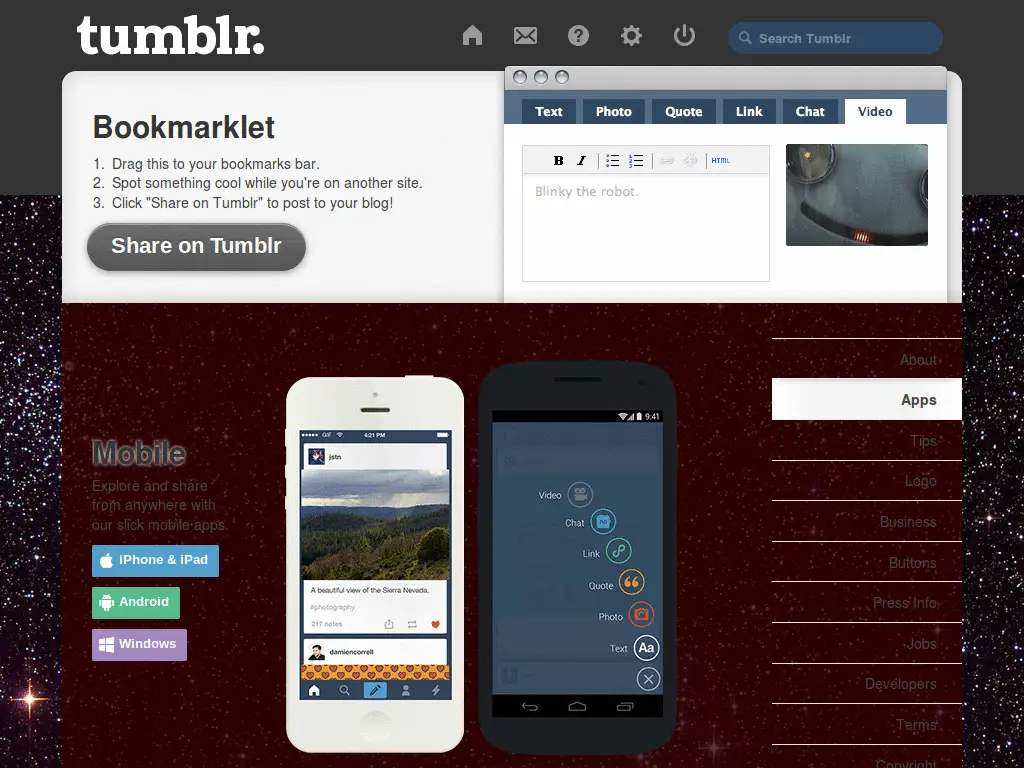 tumblr.
Search Tumblr
Bookmarklet
1. Drag this to your bookmarks bar.
2. Spot something cool while you're on another site.
3. Click "Share on Tumblr" to post to your blog!
Share on Tumblr
Text Photo Quote Link Chat Video
B I HTML
Blinky the robot.
Mobile
Explore and share
from anywhere with
our slick mobile apps.
iPhone & iPad
Android
Windows
GIF 4:21 PM
jstn
A beautiful view of the Sierra Nevada.
#photography
217 notes
damiencorrell
9:41
Video
Chat
Link
Quote
Photo
Text Aa
About
Apps
Tips
Logo
Business
Buttons
Press Info
Jobs
Developers
Terms
Copyright